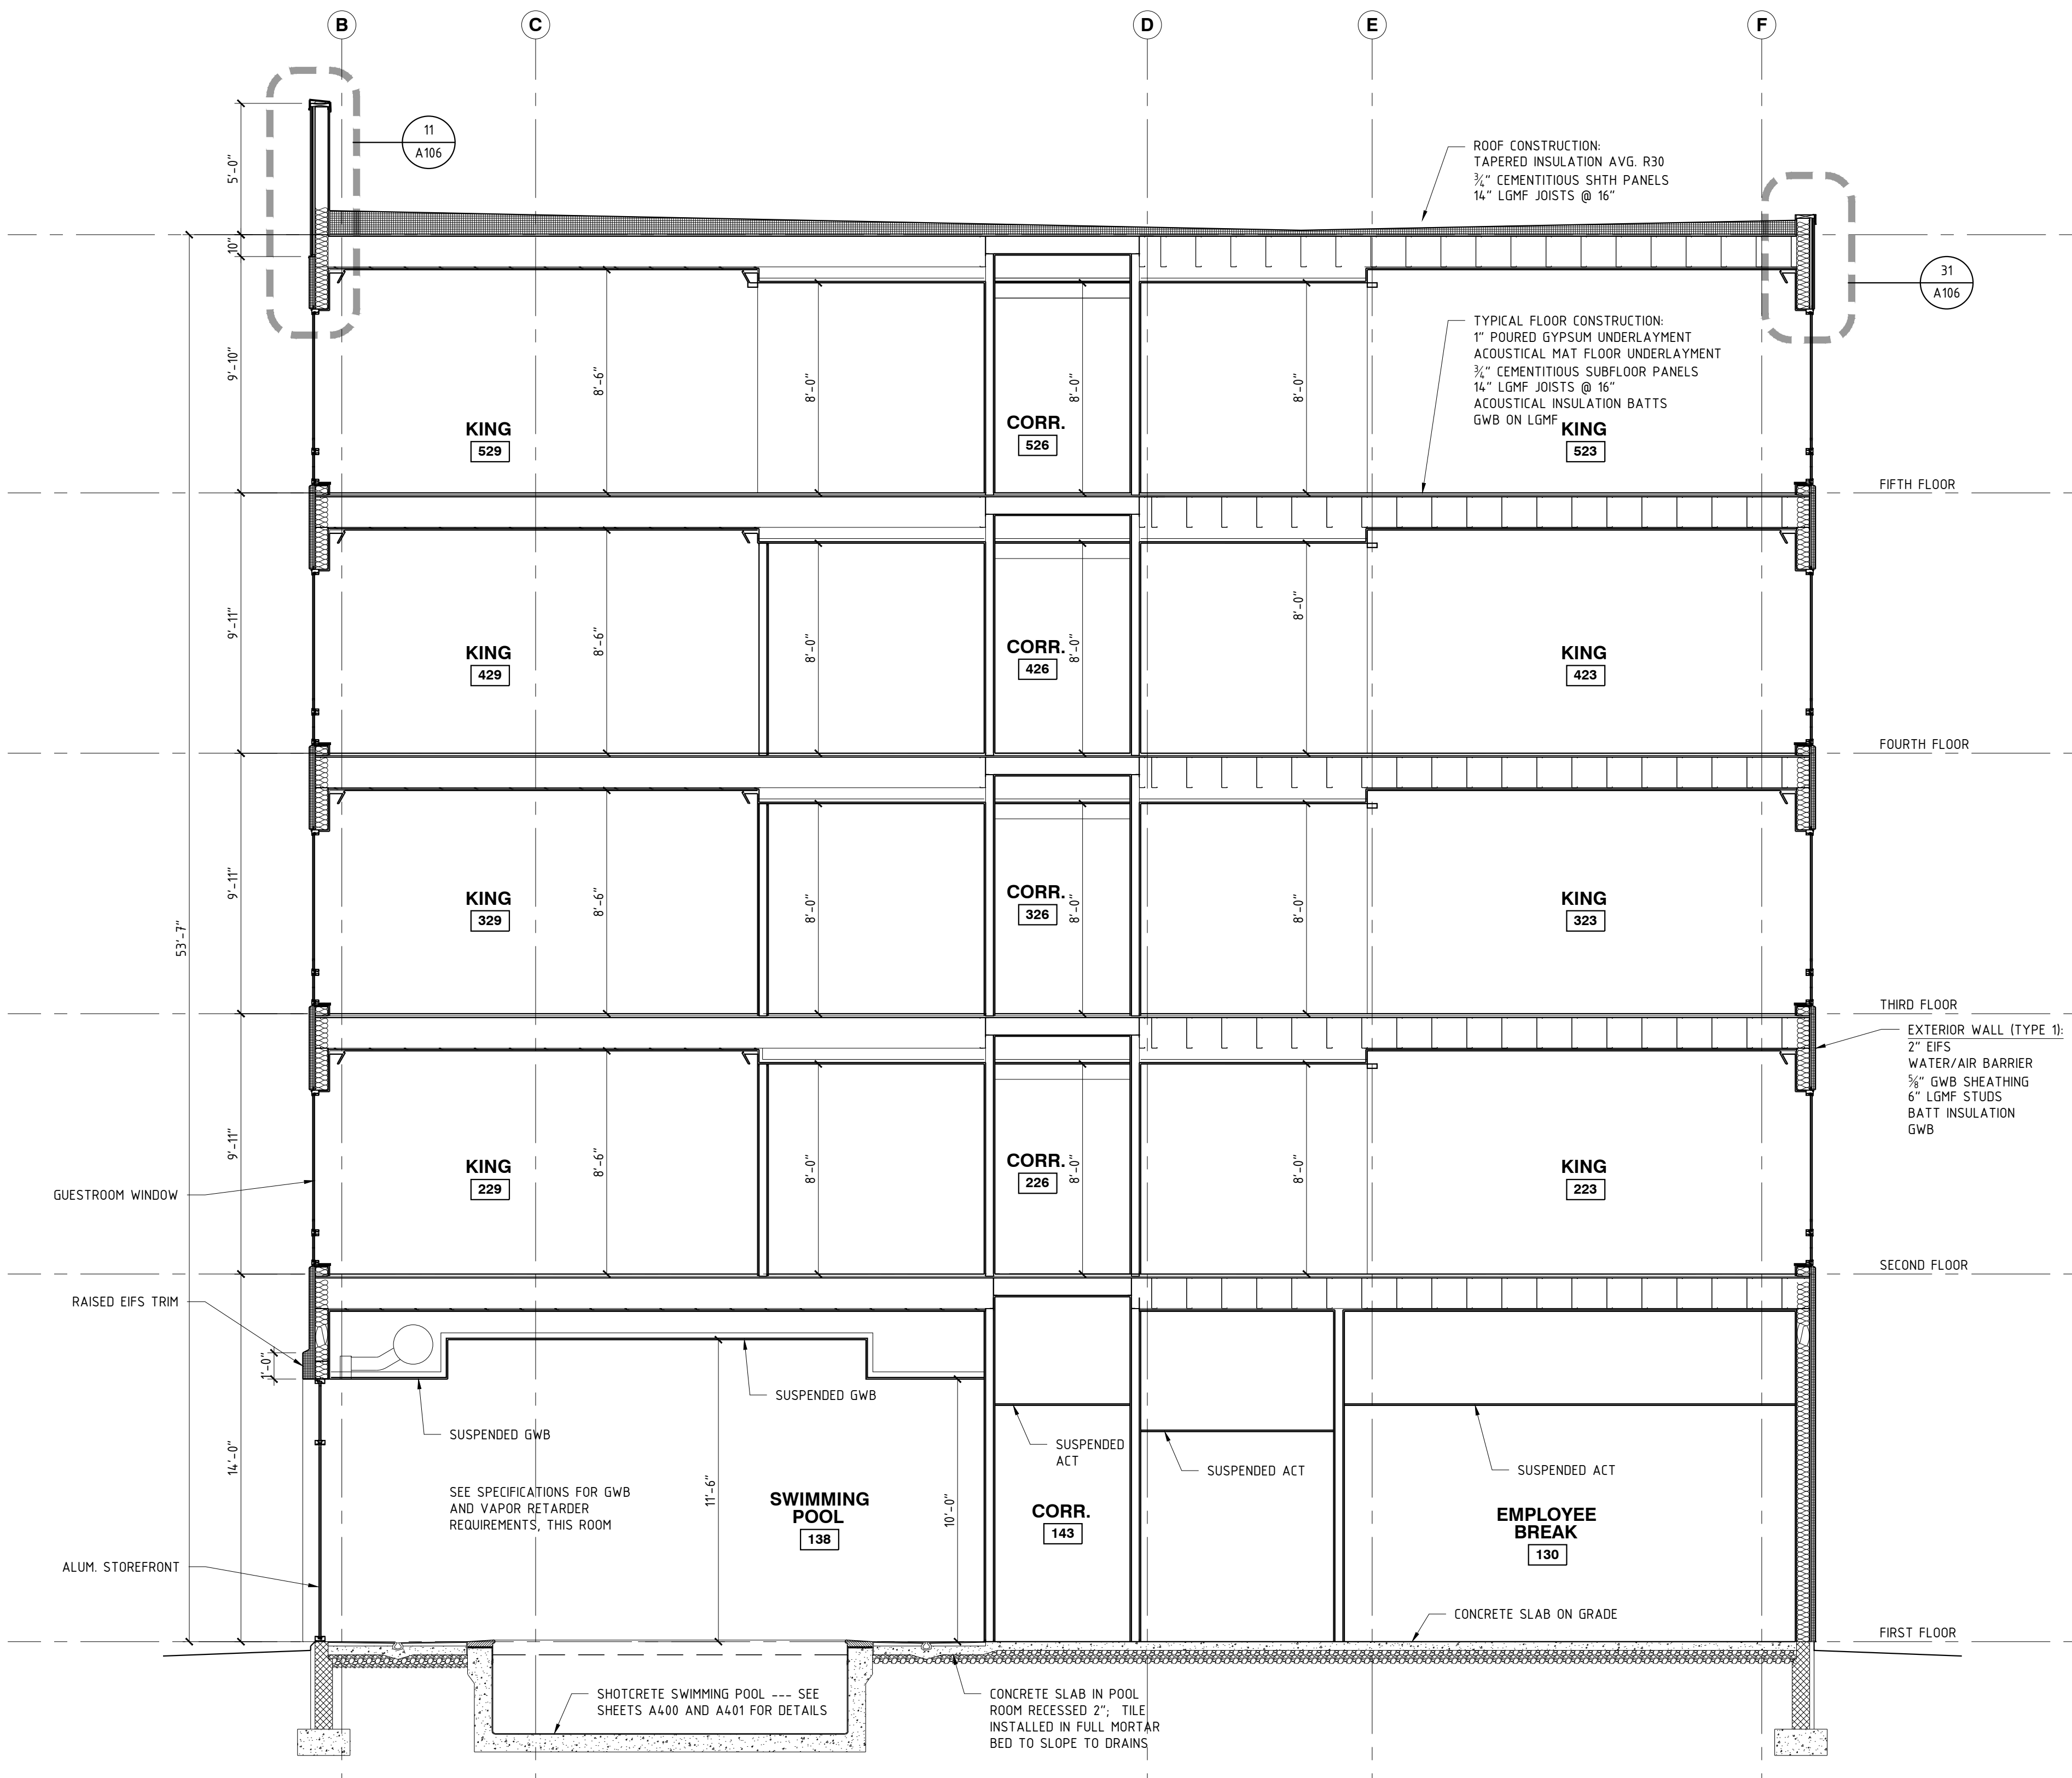 B
C
D
E
F
11
A106
5'-0"
ROOF CONSTRUCTION:
TAPERED INSULATION AVG. R30
3/4" CEMENTITIOUS SHTH PANELS
14" LGMF JOISTS @ 16"
10"
31
A106
TYPICAL FLOOR CONSTRUCTION:
1" POURED GYPSUM UNDERLAYMENT
ACOUSTICAL MAT FLOOR UNDERLAYMENT
3/4" CEMENTITIOUS SUBFLOOR PANELS
14" LGMF JOISTS @ 16"
ACOUSTICAL INSULATION BATTS
GWB ON LGMF
9'-10"
8'-6"
8'-0"
8'-0"
8'-0"
KING
529
CORR.
526
KING
523
FIFTH FLOOR
9'-11"
8'-6"
8'-0"
8'-0"
8'-0"
KING
429
CORR.
426
KING
423
FOURTH FLOOR
9'-11"
8'-6"
8'-0"
8'-0"
8'-0"
KING
329
CORR.
326
KING
323
53'-7"
THIRD FLOOR
EXTERIOR WALL (TYPE 1):
2" EIFS
WATER/AIR BARRIER
5/8" GWB SHEATHING
6" LGMF STUDS
BATT INSULATION
GWB
9'-11"
8'-6"
8'-0"
8'-0"
8'-0"
KING
229
CORR.
226
KING
223
GUESTROOM WINDOW
SECOND FLOOR
RAISED EIFS TRIM
1'-0"
SUSPENDED GWB
SUSPENDED GWB
SUSPENDED
ACT
SUSPENDED ACT
SUSPENDED ACT
14'-0"
SEE SPECIFICATIONS FOR GWB
AND VAPOR RETARDER
REQUIREMENTS, THIS ROOM
11'-6"
SWIMMING
POOL
138
10'-0"
CORR.
143
EMPLOYEE
BREAK
130
ALUM. STOREFRONT
CONCRETE SLAB ON GRADE
FIRST FLOOR
SHOTCRETE SWIMMING POOL --- SEE
SHEETS A400 AND A401 FOR DETAILS
CONCRETE SLAB IN POOL
ROOM RECESSED 2"; TILE
INSTALLED IN FULL MORTAR
BED TO SLOPE TO DRAINS